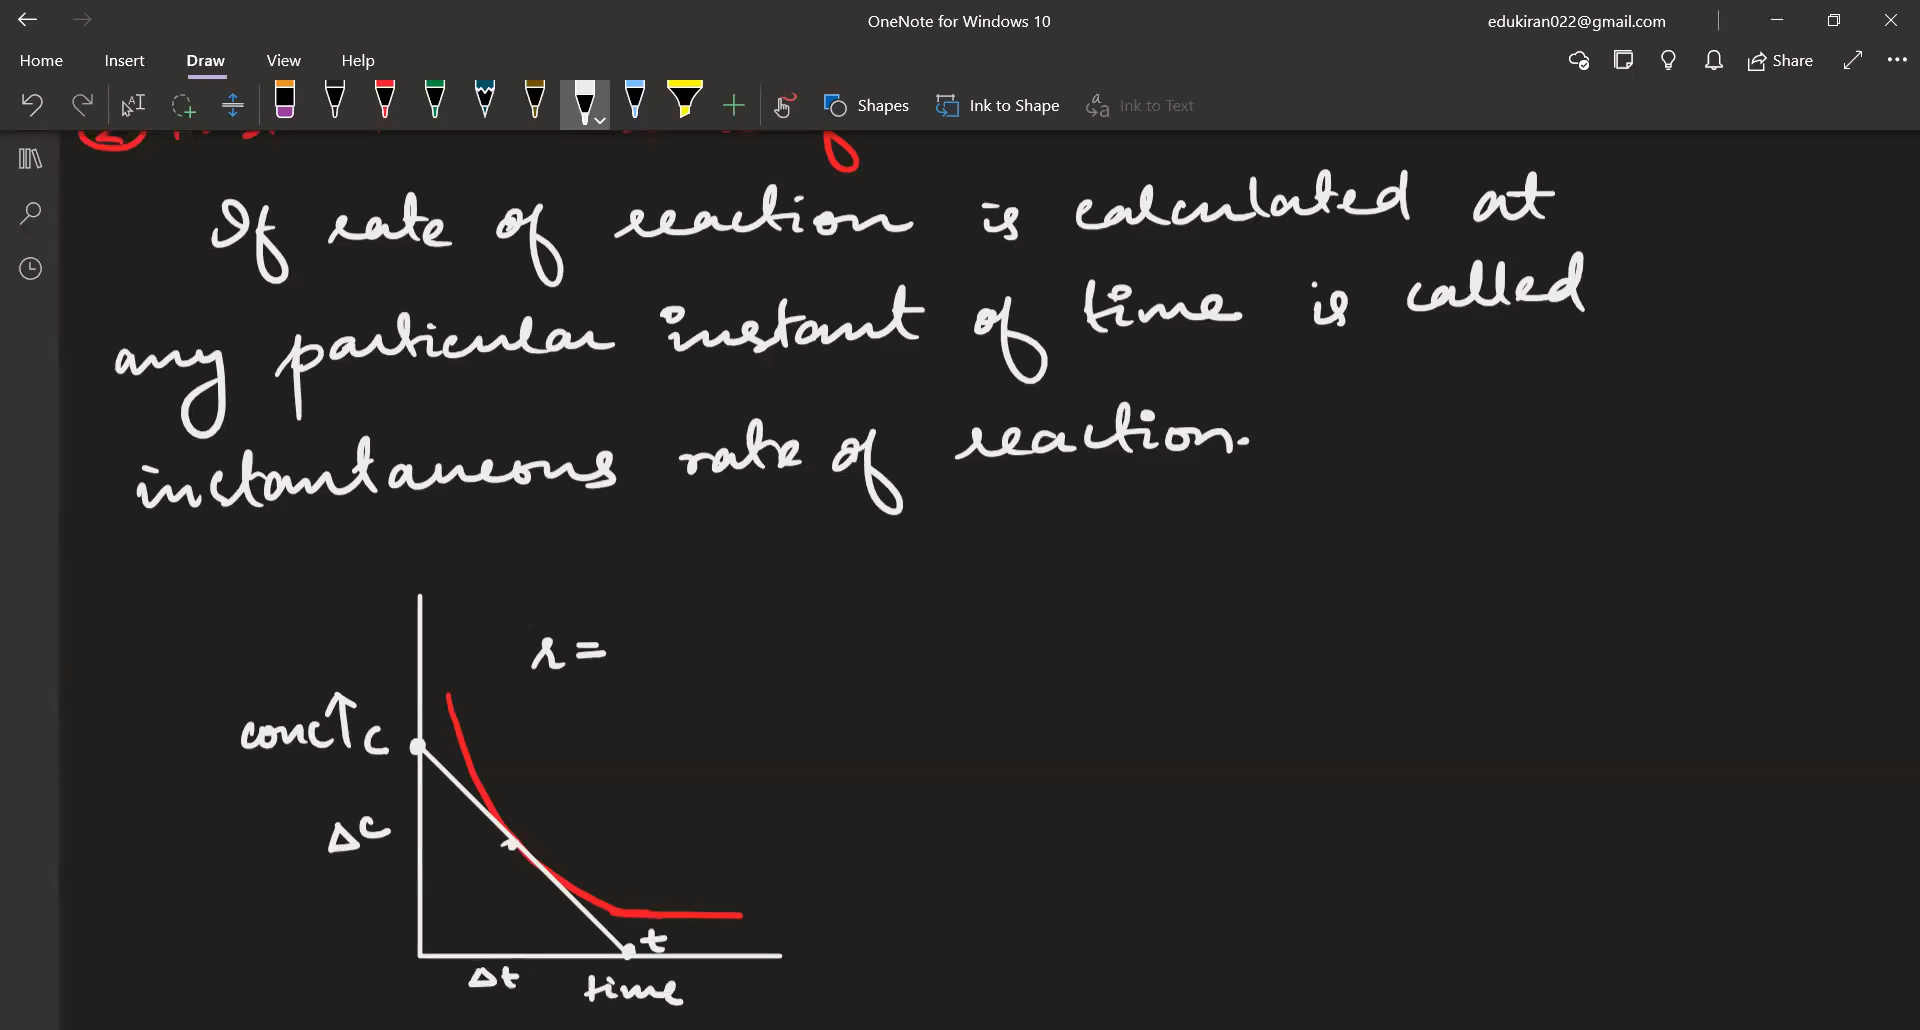 OneNote for Windows 10
edukiran022@gmail.com
Home Insert Draw View Help
Share
Shapes Ink to Shape Ink to Text
If rate of reaction is calculated at
any particular instant of time is called
instantaneous rate of reaction.
r=
conc↑ c
Δc
t
Δt time